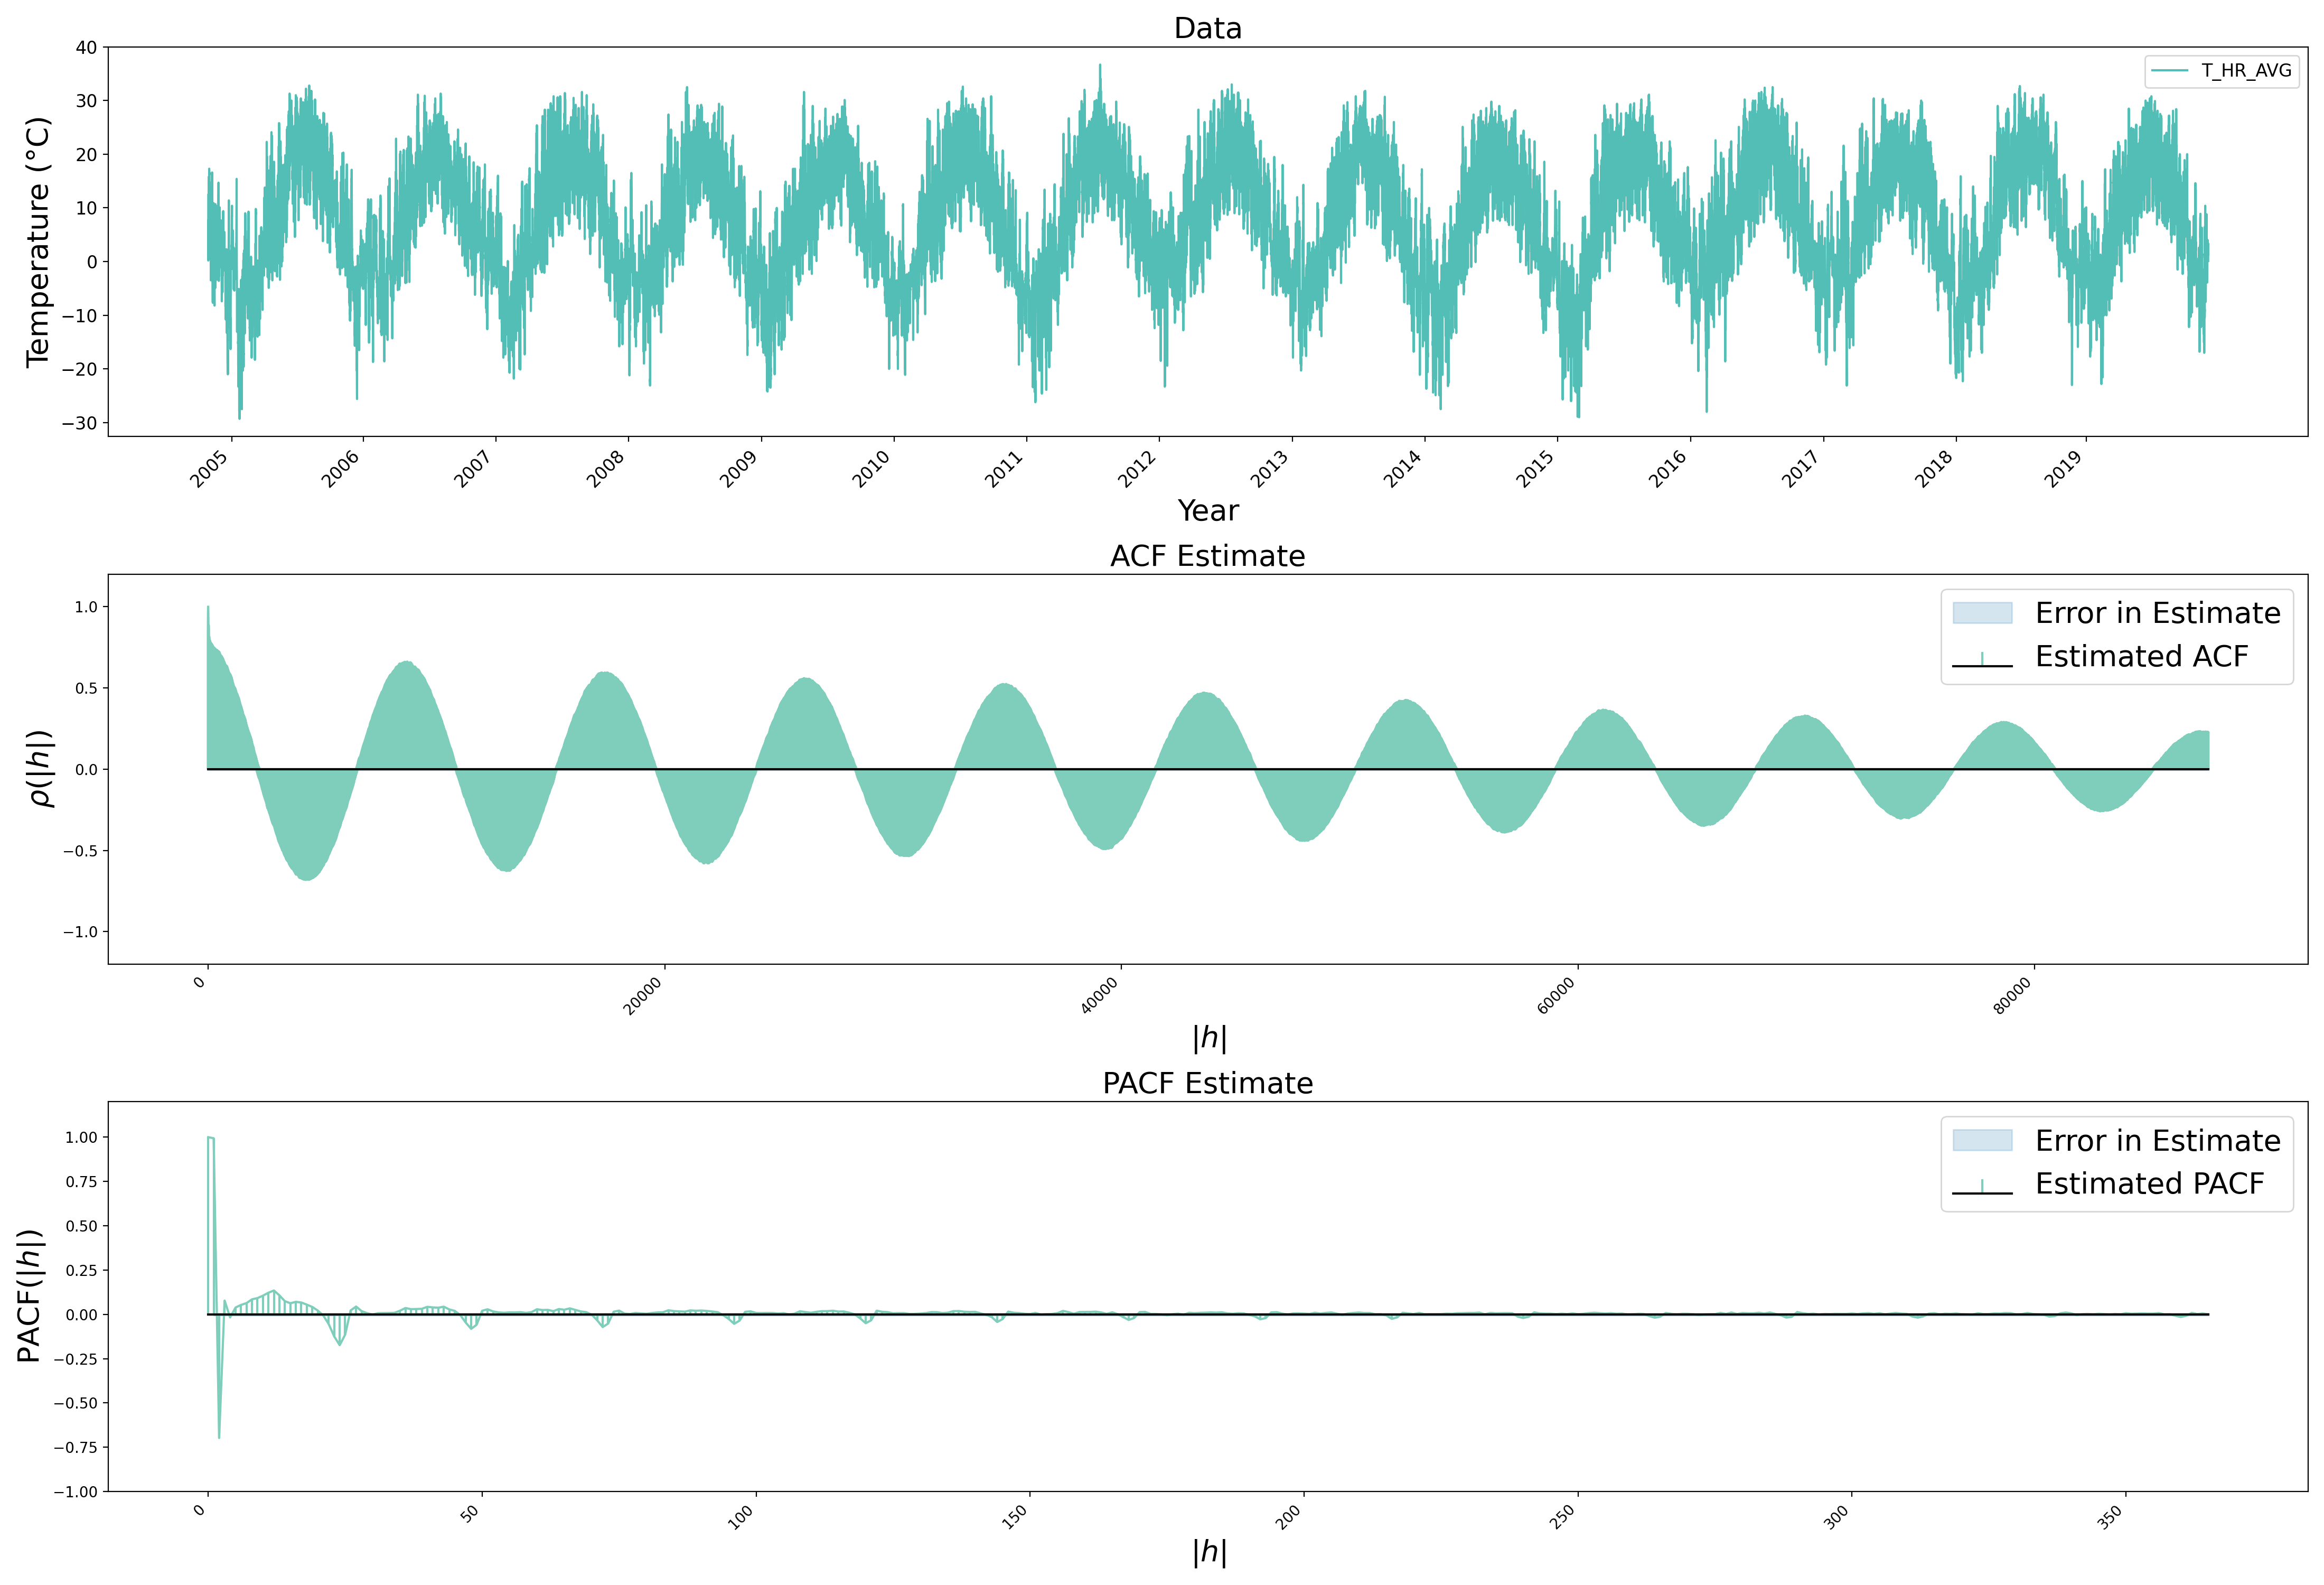 Data
T_HR_AVG
Temperature (°C)
40
30
20
10
0
−10
−20
−30
2005 2006 2007 2008 2009 2010 2011 2012 2013 2014 2015 2016 2017 2018 2019
Year
ACF Estimate
Error in Estimate
Estimated ACF
ρ(|h|)
1.0
0.5
0.0
−0.5
−1.0
0 20000 40000 60000 80000
|h|
PACF Estimate
Error in Estimate
Estimated PACF
PACF(|h|)
1.00
0.75
0.50
0.25
0.00
−0.25
−0.50
−0.75
−1.00
0 50 100 150 200 250 300 350
|h|